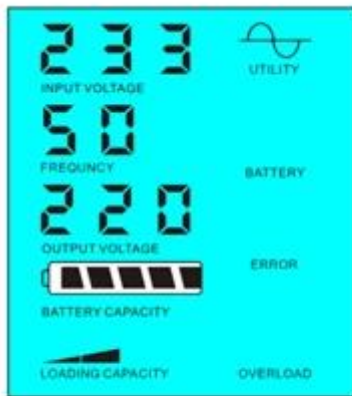 233
INPUT VOLTAGE
UTILITY
50
FREQUNCY
BATTERY
220
OUTPUT VOLTAGE
ERROR
BATTERY CAPACITY
LOADING CAPACITY
OVERLOAD